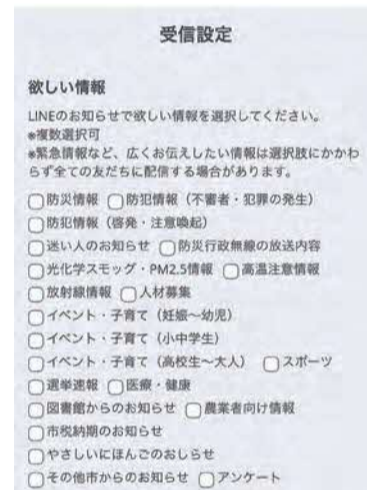 受信設定
欲しい情報
LINEのお知らせで欲しい情報を選択してください。
*複数選択可
*緊急情報など、広くお伝えしたい情報は選択肢にかかわ
らず全ての友だちに配信する場合があります。
防災情報 防犯情報（不審者・犯罪の発生）
防犯情報（啓発・注意喚起）
迷い人のお知らせ 防災行政無線の放送内容
光化学スモッグ・PM2.5情報 高温注意情報
放射線情報 人材募集
イベント・子育て（妊娠〜幼児）
イベント・子育て（小中学生）
イベント・子育て（高校生〜大人） スポーツ
選挙速報 医療・健康
図書館からのお知らせ 農業者向け情報
市税納期のお知らせ
やさしいにほんごのおしらせ
その他市からのお知らせ アンケート